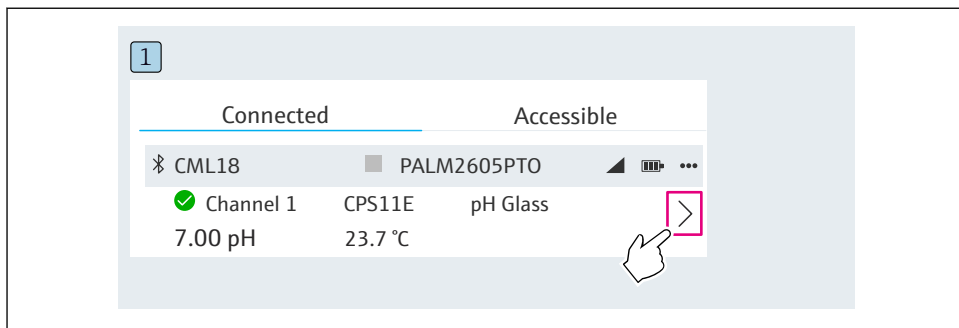 1
Connected Accessible
CML18 PALM2605PTO
Channel 1 CPS11E pH Glass
7.00 pH 23.7 °C